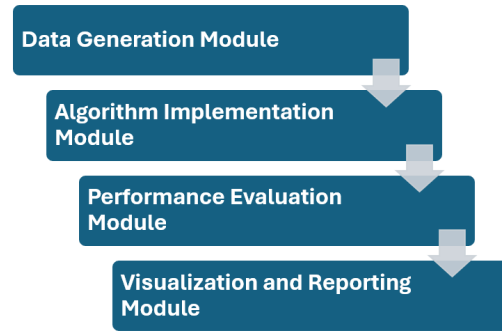 Data Generation Module
Algorithm Implementation
Module
Performance Evaluation
Module
Visualization and Reporting
Module